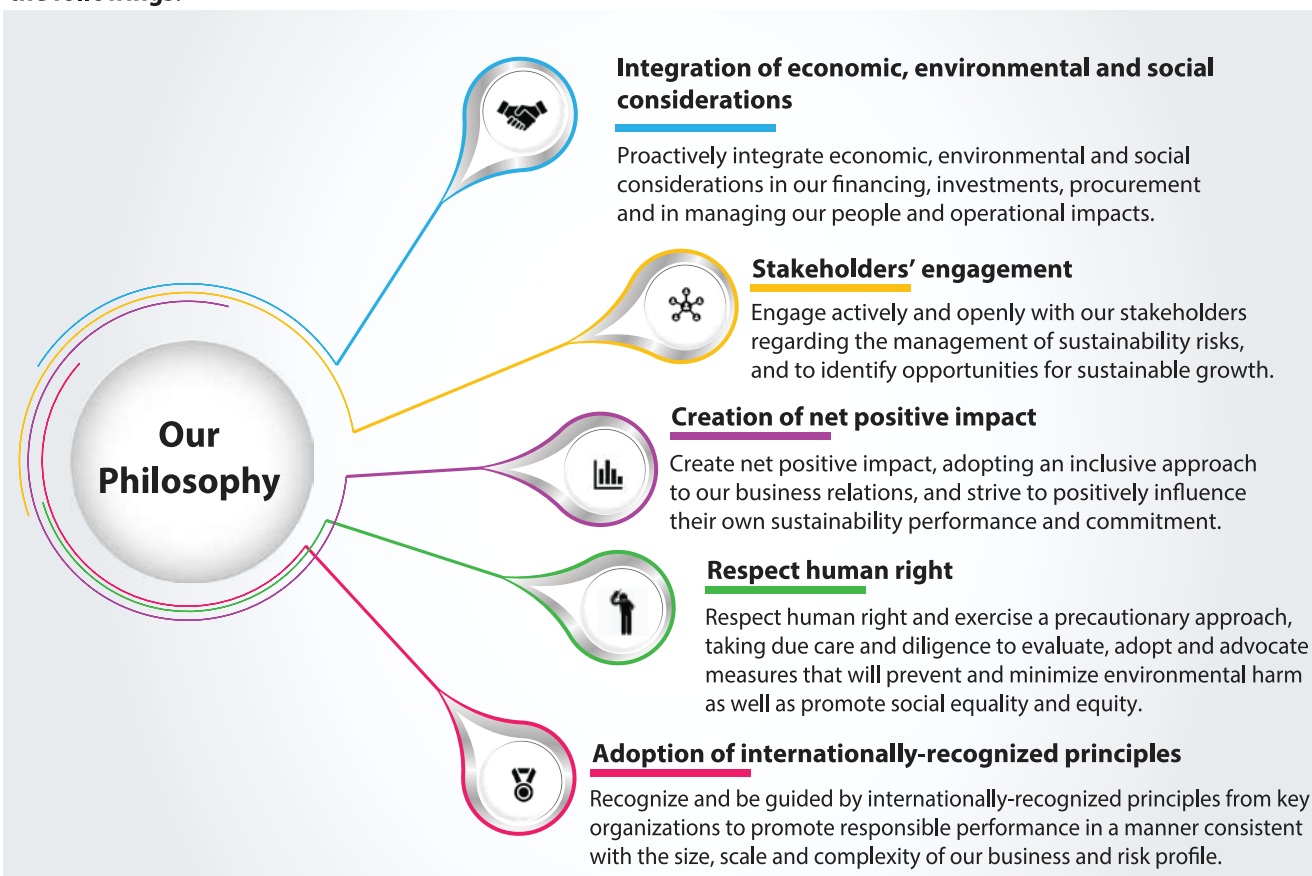 the followings:
Integration of economic, environmental and social
considerations
Proactively integrate economic, environmental and social
considerations in our financing, investments, procurement
and in managing our people and operational impacts.
Stakeholders’ engagement
Engage actively and openly with our stakeholders
regarding the management of sustainability risks,
and to identify opportunities for sustainable growth.
Our
Philosophy
Creation of net positive impact
Create net positive impact, adopting an inclusive approach
to our business relations, and strive to positively influence
their own sustainability performance and commitment.
Respect human right
Respect human right and exercise a precautionary approach,
taking due care and diligence to evaluate, adopt and advocate
measures that will prevent and minimize environmental harm
as well as promote social equality and equity.
Adoption of internationally-recognized principles
Recognize and be guided by internationally-recognized principles from key
organizations to promote responsible performance in a manner consistent
with the size, scale and complexity of our business and risk profile.